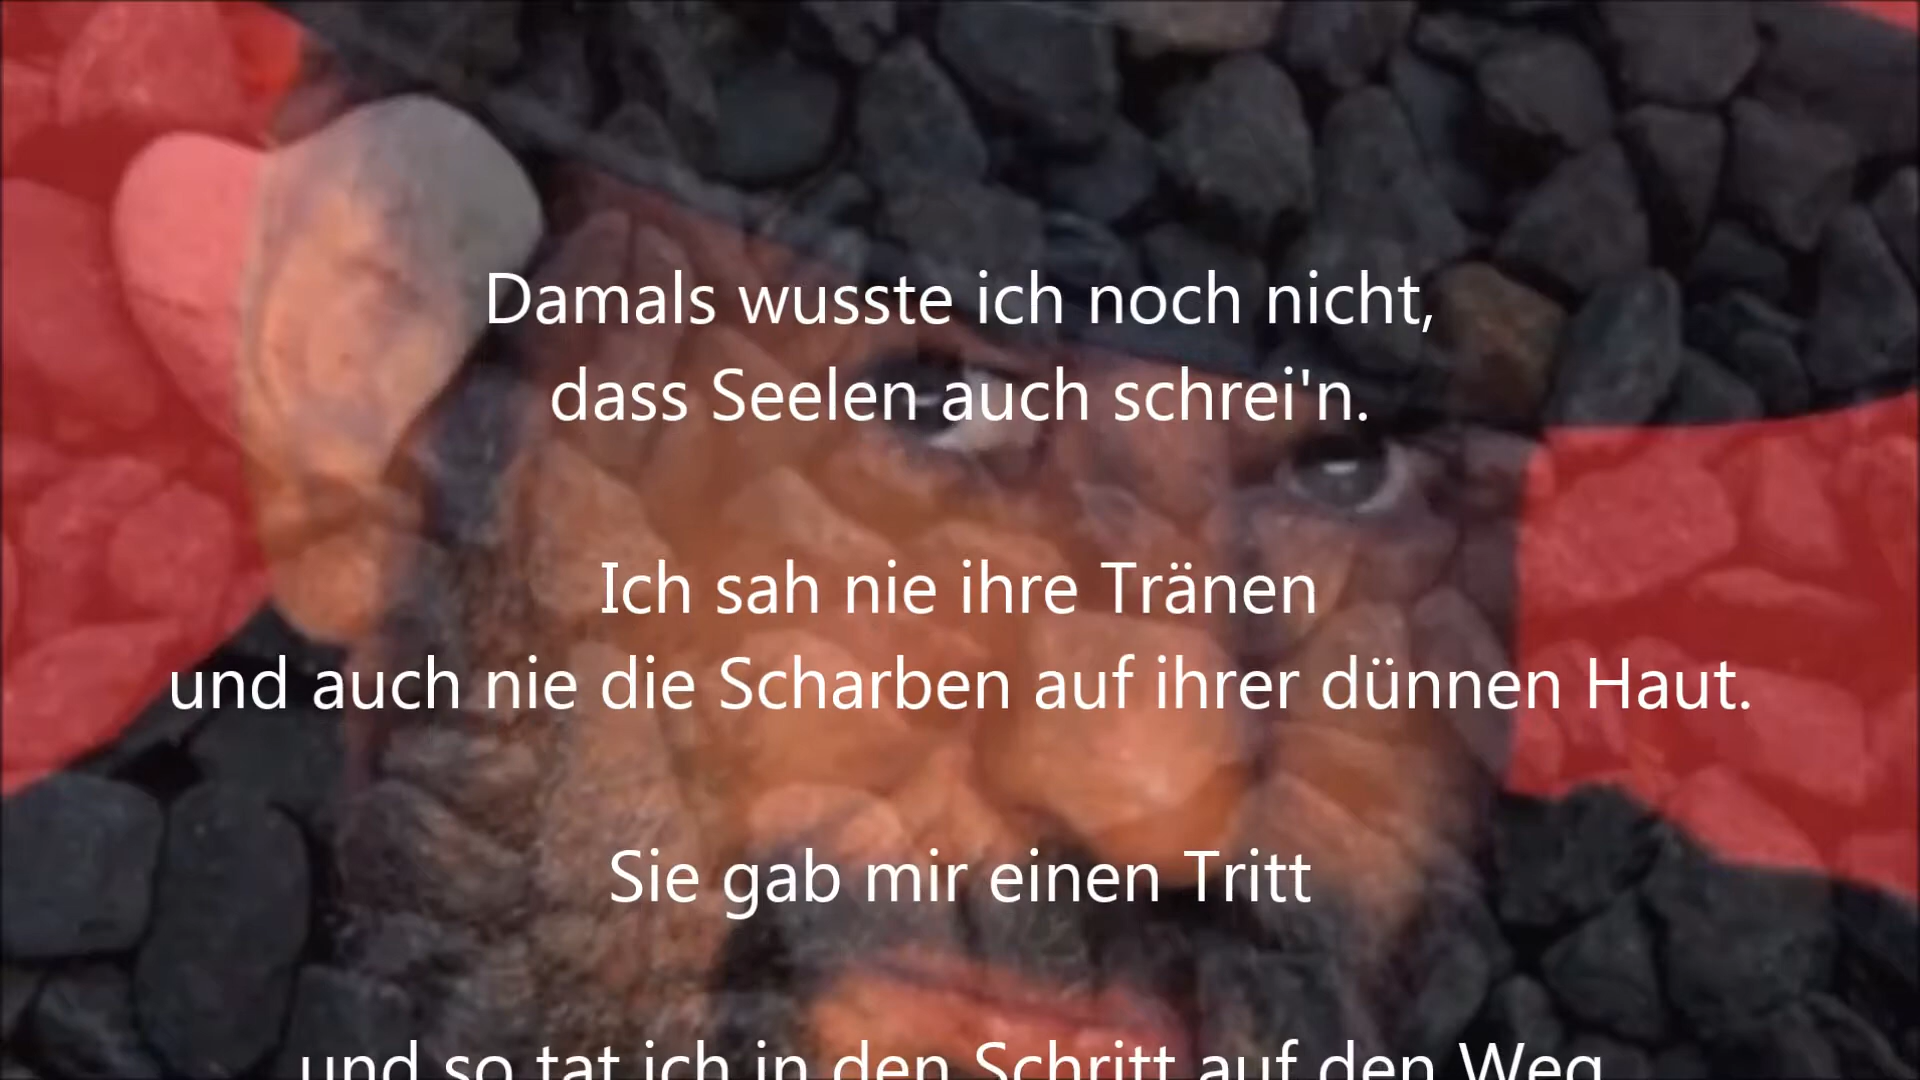 Damals wusste ich noch nicht,
dass Seelen auch schrei'n.
Ich sah nie ihre Tränen
und auch nie die Scharben auf ihrer dünnen Haut.
Sie gab mir einen Tritt
und so tat ich in den Schritt auf den Weg